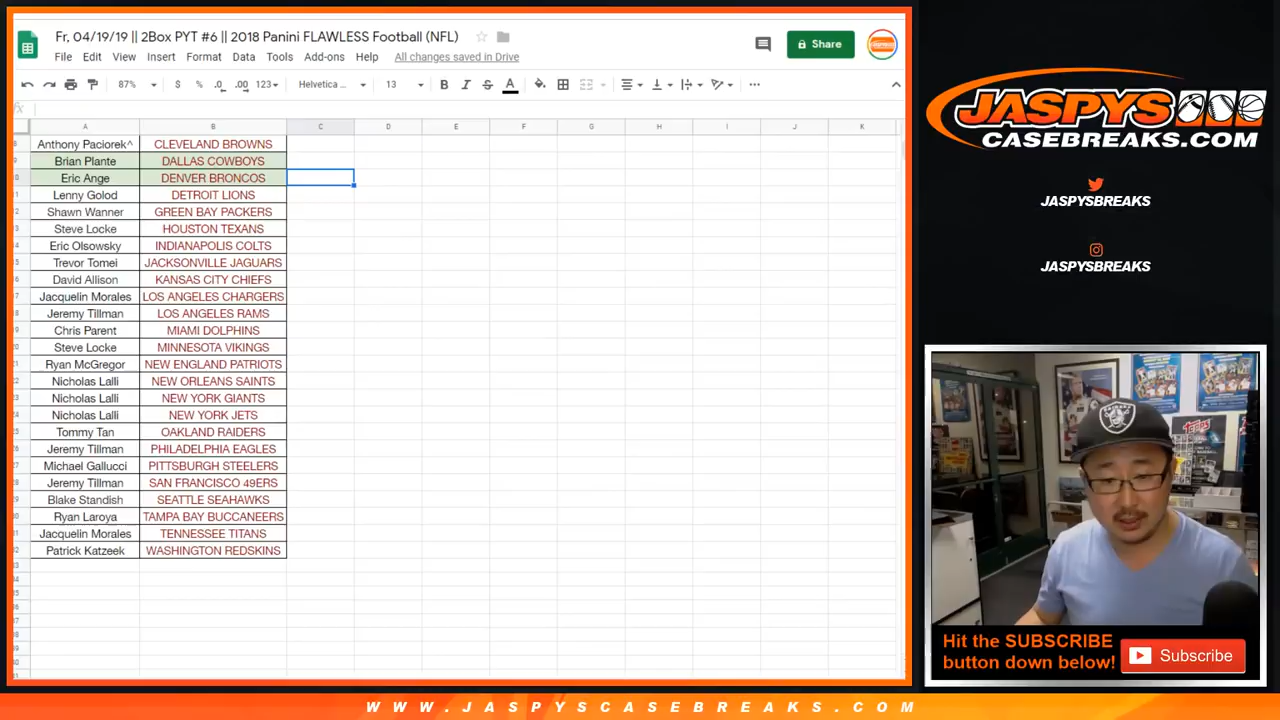 Fr, 04/19/19 || 2Box PYT #6 || 2018 Panini FLAWLESS Football (NFL)
File Edit View Insert Format Data Tools Add-ons Help All changes saved in Drive
Share
87% $ % .0 .00 123 Helvetica ... 13 B I S A
A B C D E F G H I J K
Anthony Paciorek^ CLEVELAND BROWNS
Brian Plante DALLAS COWBOYS
Eric Ange DENVER BRONCOS
Lenny Golod DETROIT LIONS
Shawn Wanner GREEN BAY PACKERS
Steve Locke HOUSTON TEXANS
Eric Olsowsky INDIANAPOLIS COLTS
Trevor Tomei JACKSONVILLE JAGUARS
David Allison KANSAS CITY CHIEFS
Jacquelin Morales LOS ANGELES CHARGERS
Jeremy Tillman LOS ANGELES RAMS
Chris Parent MIAMI DOLPHINS
Steve Locke MINNESOTA VIKINGS
Ryan McGregor NEW ENGLAND PATRIOTS
Nicholas Lalli NEW ORLEANS SAINTS
Nicholas Lalli NEW YORK GIANTS
Nicholas Lalli NEW YORK JETS
Tommy Tan OAKLAND RAIDERS
Jeremy Tillman PHILADELPHIA EAGLES
Michael Gallucci PITTSBURGH STEELERS
Jeremy Tillman SAN FRANCISCO 49ERS
Blake Standish SEATTLE SEAHAWKS
Ryan Laroya TAMPA BAY BUCCANEERS
Jacquelin Morales TENNESSEE TITANS
Patrick Katzeek WASHINGTON REDSKINS
JASPYS
CASEBREAKS.COM
JASPYSBREAKS
JASPYSBREAKS
topps
RAIDERS
Hit the SUBSCRIBE
button down below!
Subscribe
WWW.JASPYSCASEBREAKS.COM